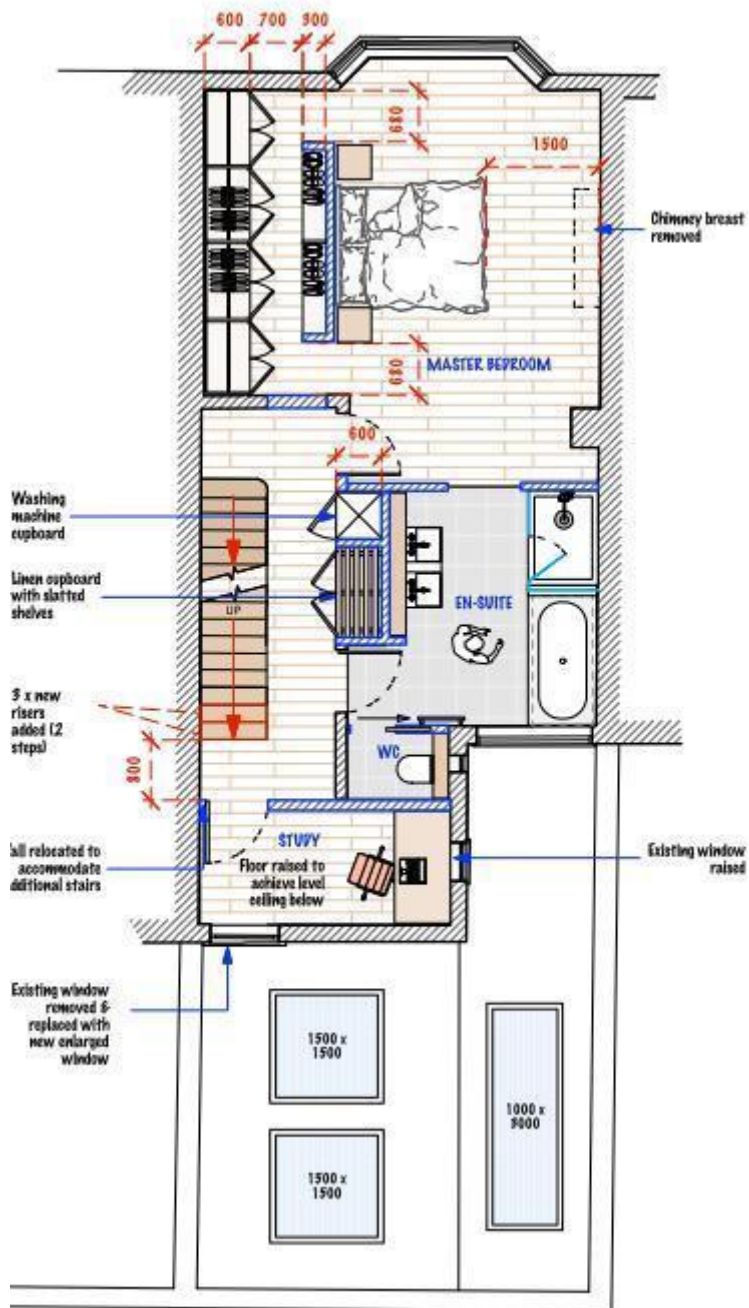 600 700 300
680
1500
Chimney breast
removed
680
MASTER BEDROOM
600
Washing
machine
cupboard
Linen cupboard
with slatted
shelves
UP
EN-SUITE
3 x new
risers
added (2
steps)
WC
800
all relocated to
accommodate
dditional stairs
STUDY
Floor raised to
achieve level
ceiling below
Existing window
raised
Existing window
removed &
replaced with
new enlarged
window
1500 x
1500
1000 x
3000
1500 x
1500